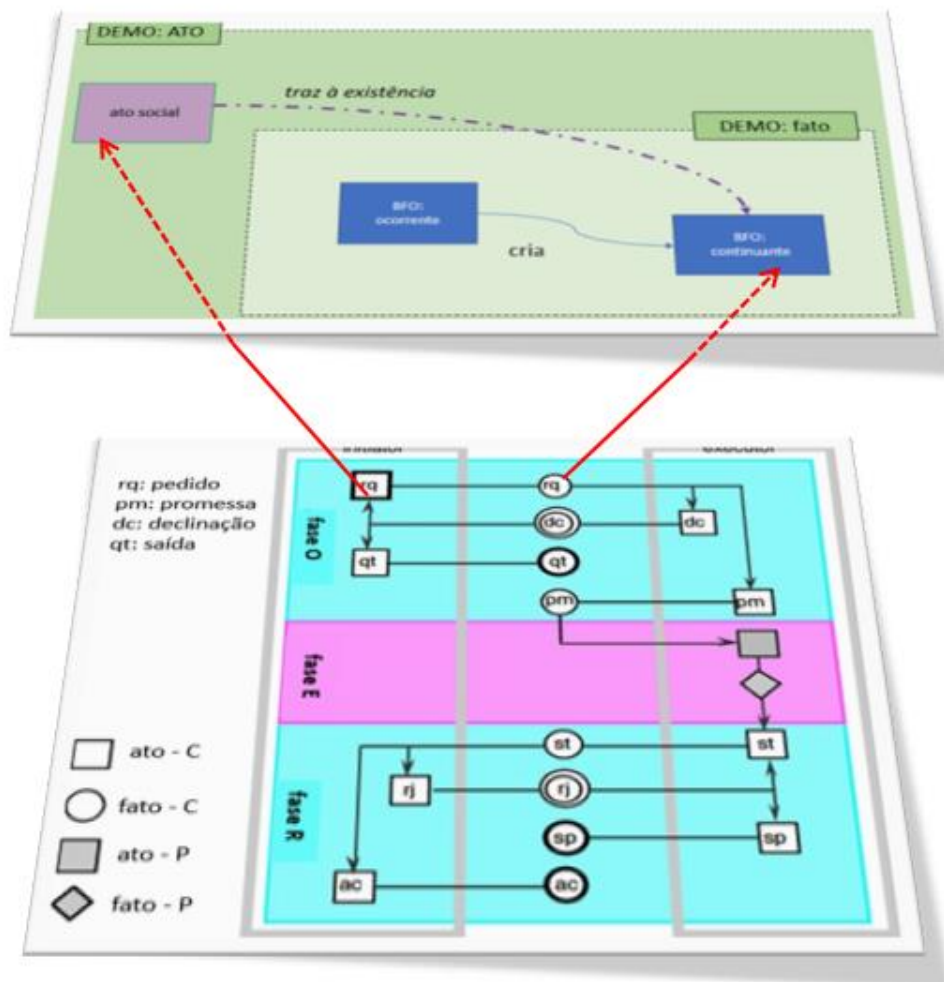 DEMO: ATO
ato social
traz à existência
DEMO: fato
BFO:
ocorrente
cria
BFO:
continuante
rq: pedido
pm: promessa
dc: declinação
qt: saída
rq
rq
fase O
dc
dc
qt
qt
pm
pm
fase E
st
st
rj
rj
fase R
sp
sp
ac
ac
ato - C
fato - C
ato - P
fato - P